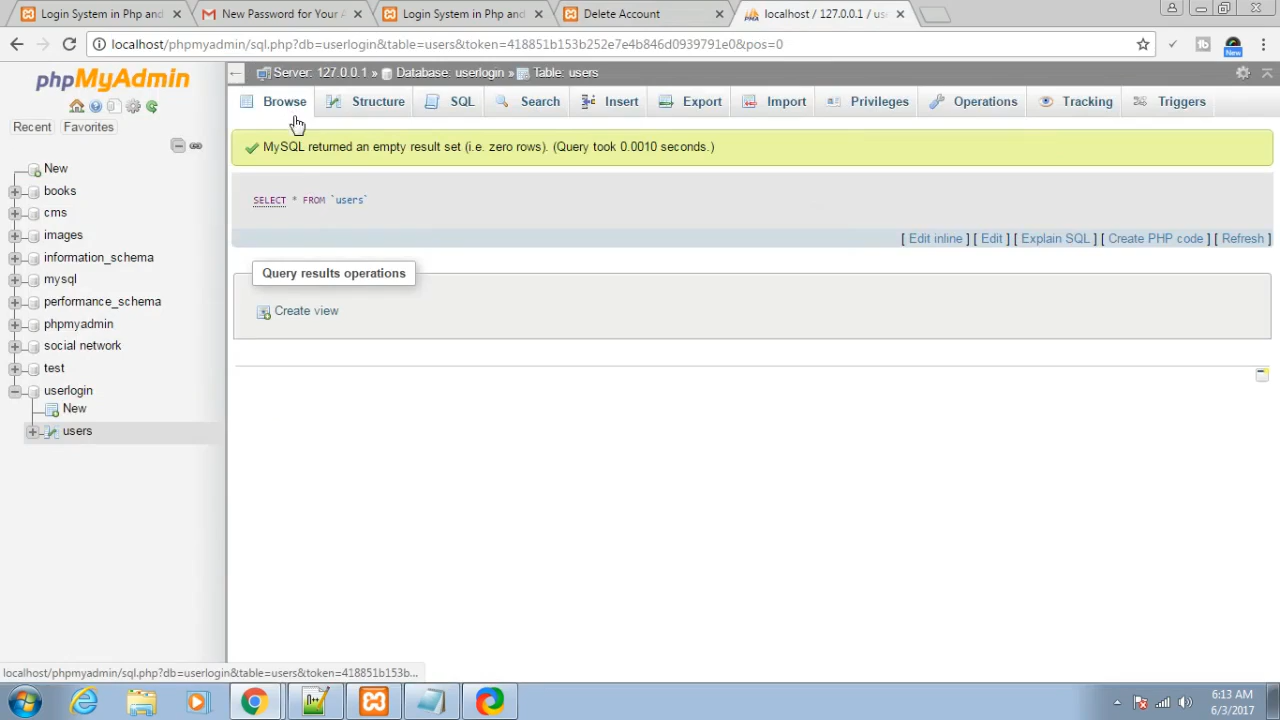 Login System in Php and
New Password for Your A
Login System in Php and
Delete Account
localhost / 127.0.0.1 / us
localhost/phpmyadmin/sql.php?db=userlogin&table=users&token=418851b153b252e7e4b846d0939791e0&pos=0
New
phpMyAdmin
Server: 127.0.0.1 » Database: userlogin » Table: users
Browse Structure SQL Search Insert Export Import Privileges Operations Tracking Triggers
Recent Favorites
MySQL returned an empty result set (i.e. zero rows). (Query took 0.0010 seconds.)
SELECT * FROM `users`
[ Edit inline ] [ Edit ] [ Explain SQL ] [ Create PHP code ] [ Refresh ]
Query results operations
Create view
New
books
cms
images
information_schema
mysql
performance_schema
phpmyadmin
social network
test
userlogin
New
users
localhost/phpmyadmin/sql.php?db=userlogin&table=users&token=418851b153b...
6:13 AM
6/3/2017